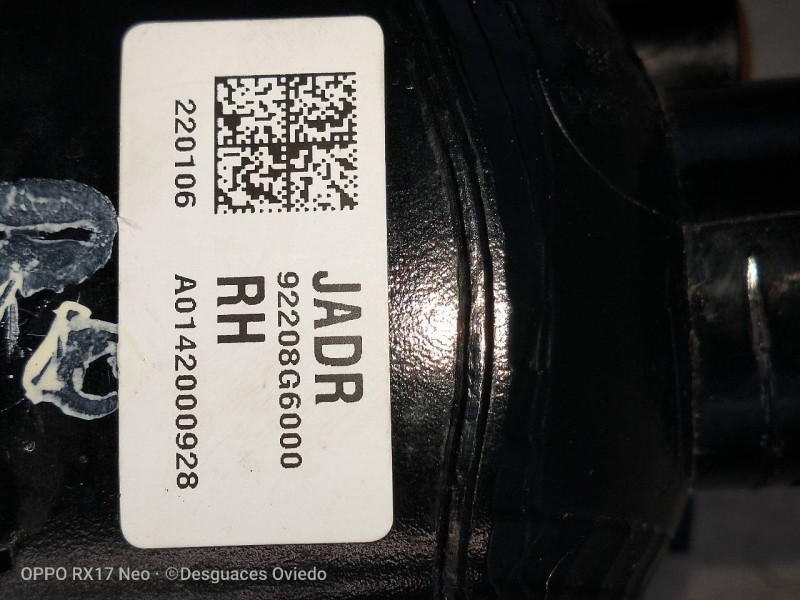 JADR
92208G6000
RH
220106 A0142000928
OPPO RX17 Neo · ©Desguaces Oviedo